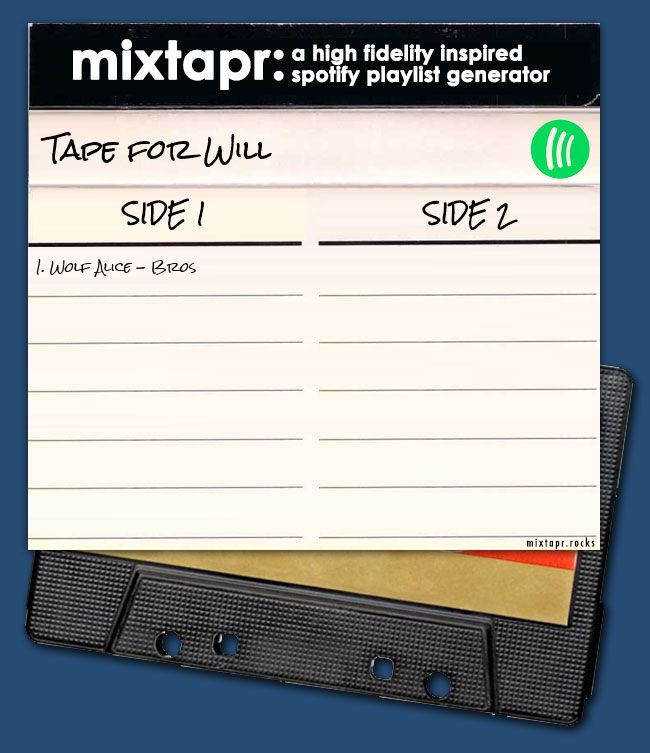 mixtapr: a high fidelity inspired
spotify playlist generator
Tape for Will
SIDE 1
SIDE 2
1. Wolf Alice – Bros
mixtapr.rocks